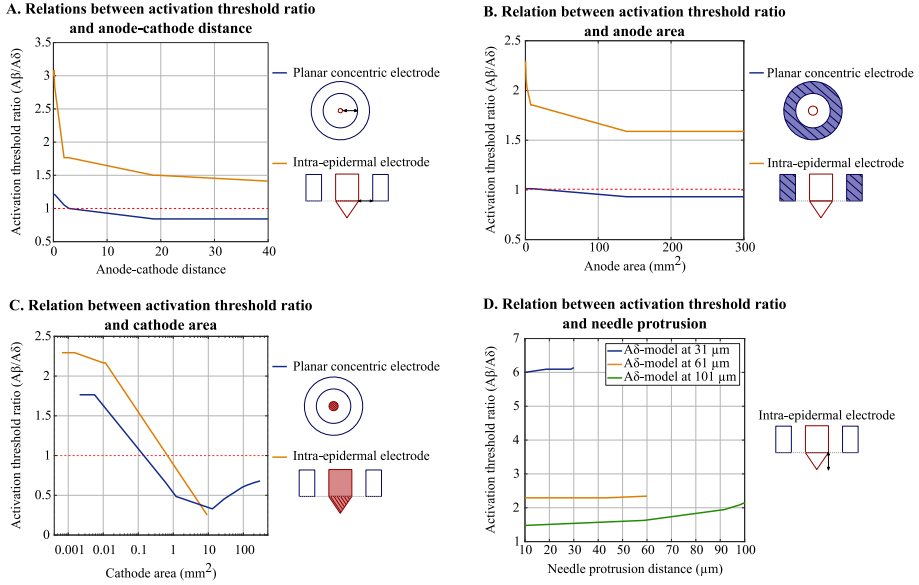 A. Relations between activation threshold ratio
and anode-cathode distance
Activation threshold ratio (Aβ/Aδ)
3.5
3
2.5
2
1.5
1
0.5
0
10
20
30
40
Anode-cathode distance
Planar concentric electrode
Intra-epidermal electrode
B. Relation between activation threshold ratio
and anode area
Activation threshold ratio (Aβ/Aδ)
2.5
2
1.5
1
0.5
0
100
200
300
Anode area (mm²)
Planar concentric electrode
Intra-epidermal electrode
C. Relation between activation threshold ratio
and cathode area
Activation threshold ratio (Aβ/Aδ)
2.5
2
1.5
1
0.5
0
0.001
0.01
0.1
1
10
100
Cathode area (mm²)
Planar concentric electrode
Intra-epidermal electrode
D. Relation between activation threshold ratio
and needle protrusion
Activation threshold ratio (Aβ/Aδ)
7
6
5
4
3
2
1
10
20
30
40
50
60
70
80
90
100
Needle protrusion distance (µm)
Aδ-model at 31 µm
Aδ-model at 61 µm
Aδ-model at 101 µm
Intra-epidermal electrode